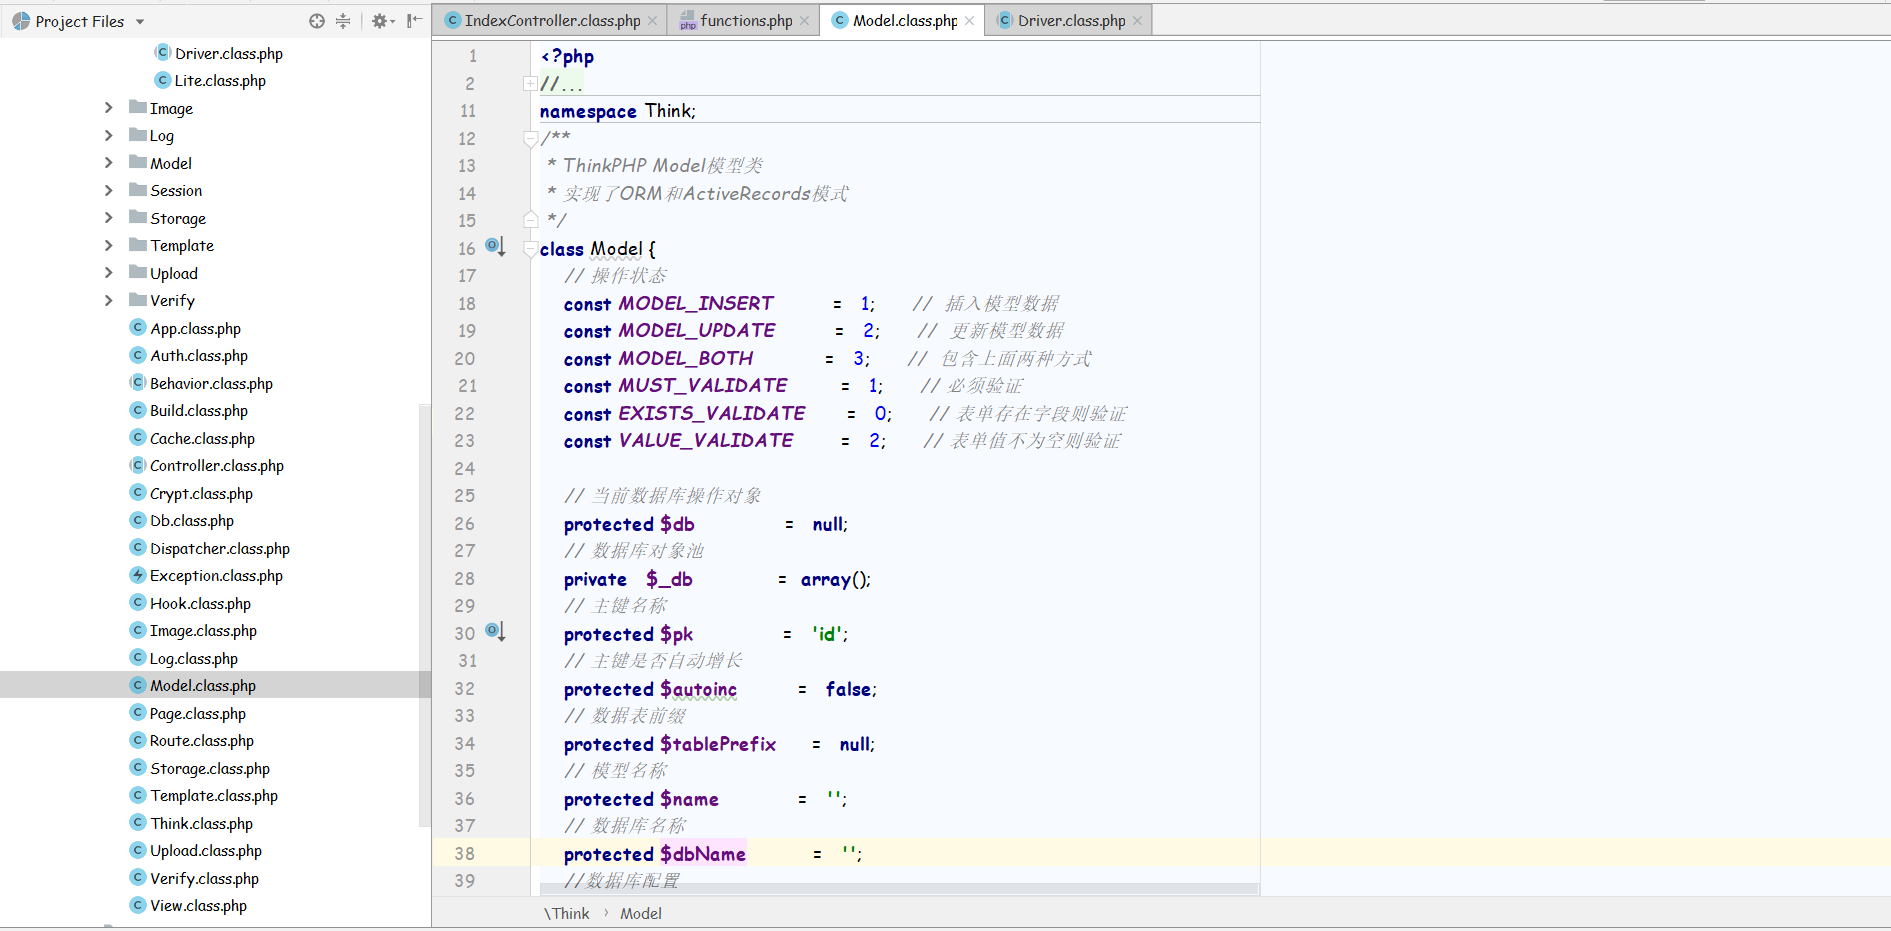 Project Files
Driver.class.php
Lite.class.php
Image
Log
Model
Session
Storage
Template
Upload
Verify
App.class.php
Auth.class.php
Behavior.class.php
Build.class.php
Cache.class.php
Controller.class.php
Crypt.class.php
Db.class.php
Dispatcher.class.php
Exception.class.php
Hook.class.php
Image.class.php
Log.class.php
Model.class.php
Page.class.php
Route.class.php
Storage.class.php
Template.class.php
Think.class.php
Upload.class.php
Verify.class.php
View.class.php
IndexController.class.php functions.php Model.class.php Driver.class.php
1 <?php
2 //...
11 namespace Think;
12 /**
13 * ThinkPHP Model模型类
14 * 实现了ORM和ActiveRecords模式
15 */
16 class Model {
17 // 操作状态
18 const MODEL_INSERT = 1; // 插入模型数据
19 const MODEL_UPDATE = 2; // 更新模型数据
20 const MODEL_BOTH = 3; // 包含上面两种方式
21 const MUST_VALIDATE = 1; // 必须验证
22 const EXISTS_VALIDATE = 0; // 表单存在字段则验证
23 const VALUE_VALIDATE = 2; // 表单值不为空则验证
24
25 // 当前数据库操作对象
26 protected $db = null;
27 // 数据库对象池
28 private $_db = array();
29 // 主键名称
30 protected $pk = 'id';
31 // 主键是否自动增长
32 protected $autoinc = false;
33 // 数据表前缀
34 protected $tablePrefix = null;
35 // 模型名称
36 protected $name = '';
37 // 数据库名称
38 protected $dbName = '';
39 //数据库配置
\Think › Model